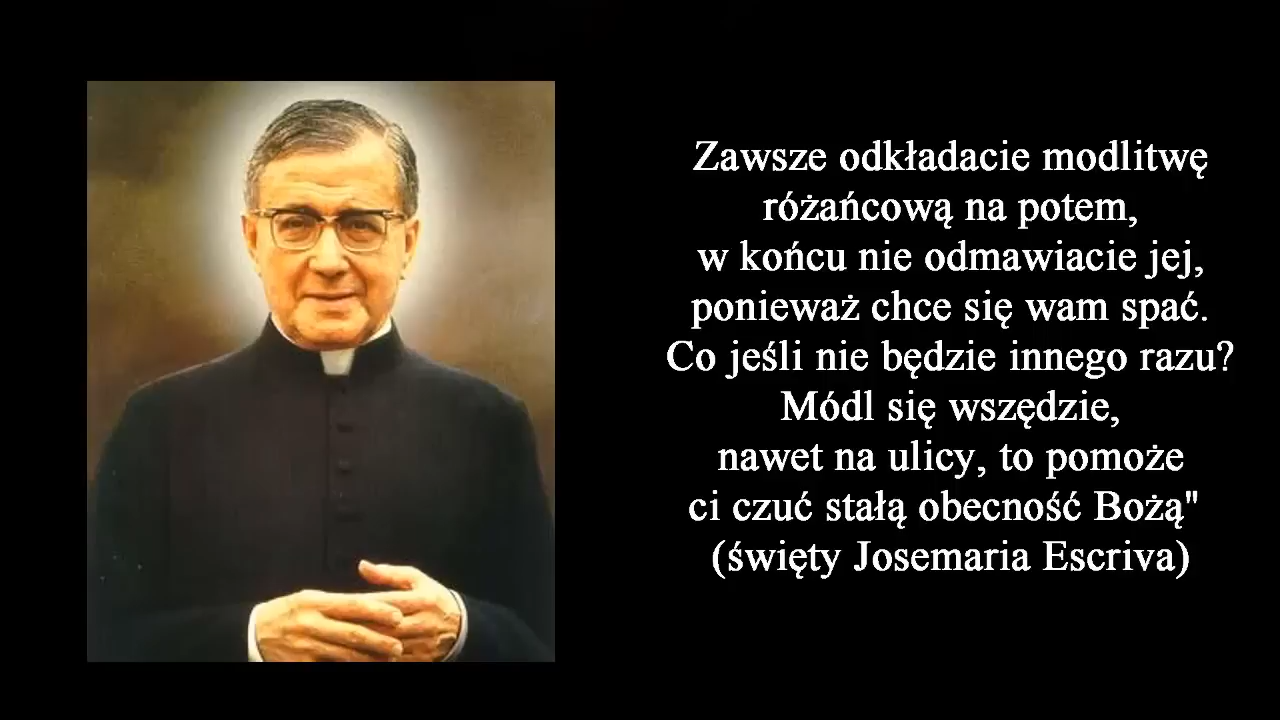 Zawsze odkładacie modlitwę
różańcową na potem,
w końcu nie odmawiacie jej,
ponieważ chce się wam spać.
Co jeśli nie będzie innego razu?
Módl się wszędzie,
nawet na ulicy, to pomoże
ci czuć stałą obecność Bożą"
(święty Josemaria Escriva)